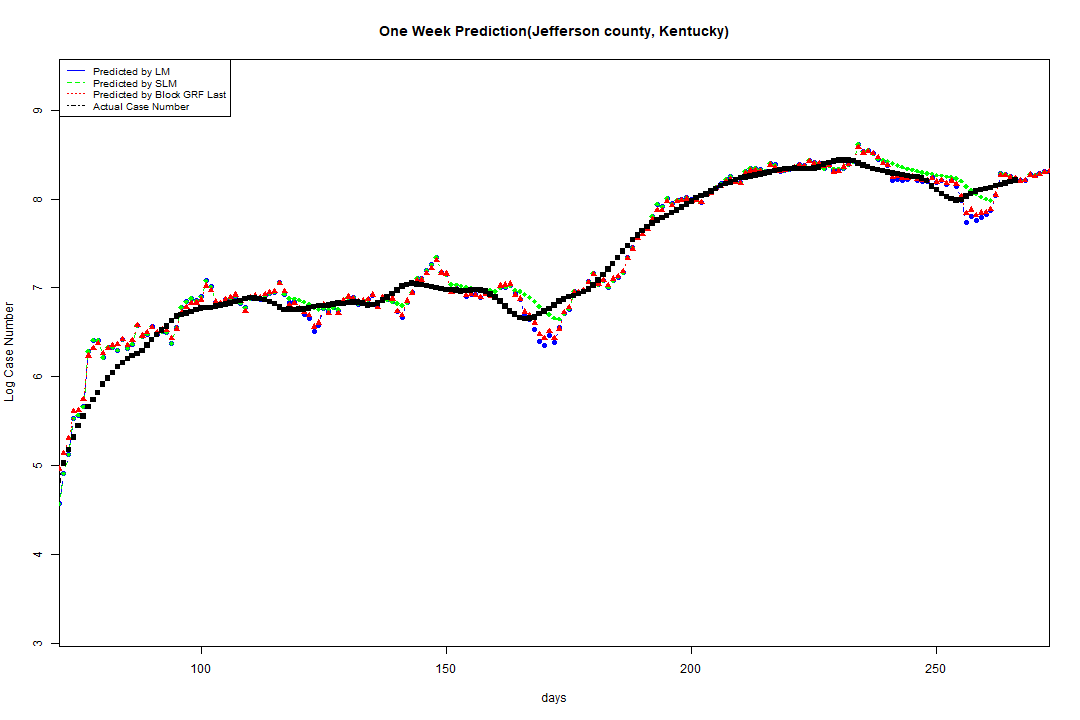 One Week Prediction(Jefferson county, Kentucky)
Predicted by LM
Predicted by SLM
Predicted by Block GRF Last
Actual Case Number
9
8
7
6
5
4
3
Log Case Number
100 150 200 250
days